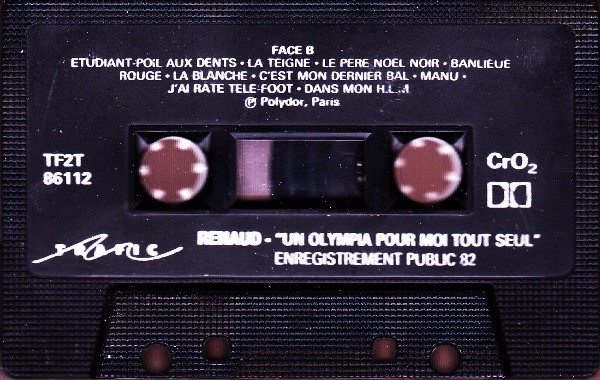 FACE B
ETUDIANT-POIL AUX DENTS · LA TEIGNE · LE PERE NOEL NOIR · BANLIEUE
ROUGE · LA BLANCHE · C'EST MON DERNIER BAL · MANU ·
J'AI RATE TELE-FOOT · DANS MON H.L.M
℗ Polydor, Paris
TF2T
86112
CrO2
RENAUD - "UN OLYMPIA POUR MOI TOUT SEUL"
ENREGISTREMENT PUBLIC 82